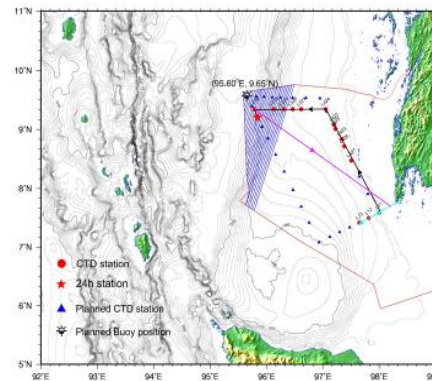 11°N
10°N
(95.60°E, 9.65°N)
9°N
8°N
7°N
CTD station
24h station
Planned CTD station
6°N
Planned Buoy position
5°N
92°E 93°E 94°E 95°E 96°E 97°E 98°E